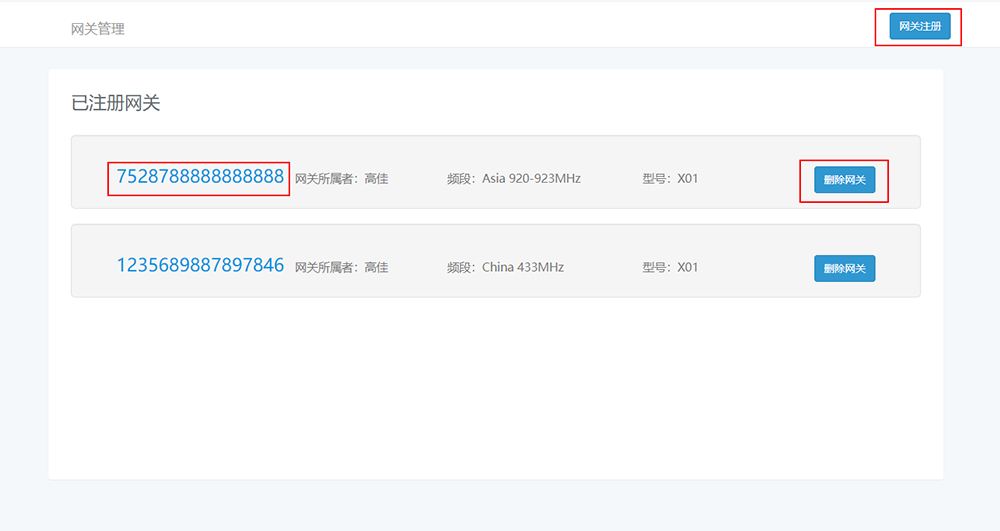 网关管理
网关注册
已注册网关
7528788888888888 网关所属者：高佳 频段：Asia 920-923MHz 型号：X01 删除网关
1235689887897846 网关所属者：高佳 频段：China 433MHz 型号：X01 删除网关